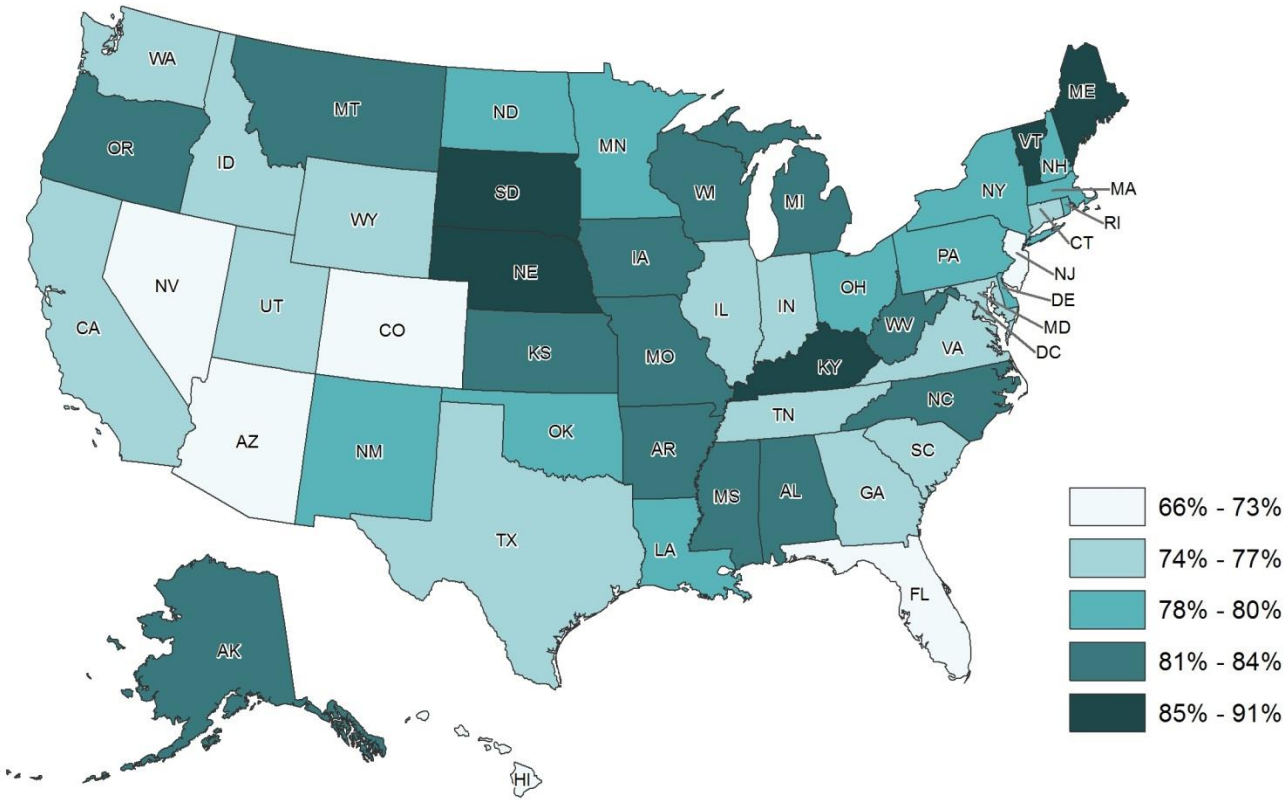 WA
MT
ND
MN
ME
OR
ID
SD
WI
MI
VT
NH
NY
MA
RI
CT
WY
NE
IA
PA
NJ
NV
UT
CO
IL
IN
OH
DE
MD
DC
CA
KS
MO
KY
WV
VA
AZ
NM
OK
AR
TN
NC
SC
MS
AL
GA
TX
LA
FL
AK
HI
66% - 73%
74% - 77%
78% - 80%
81% - 84%
85% - 91%